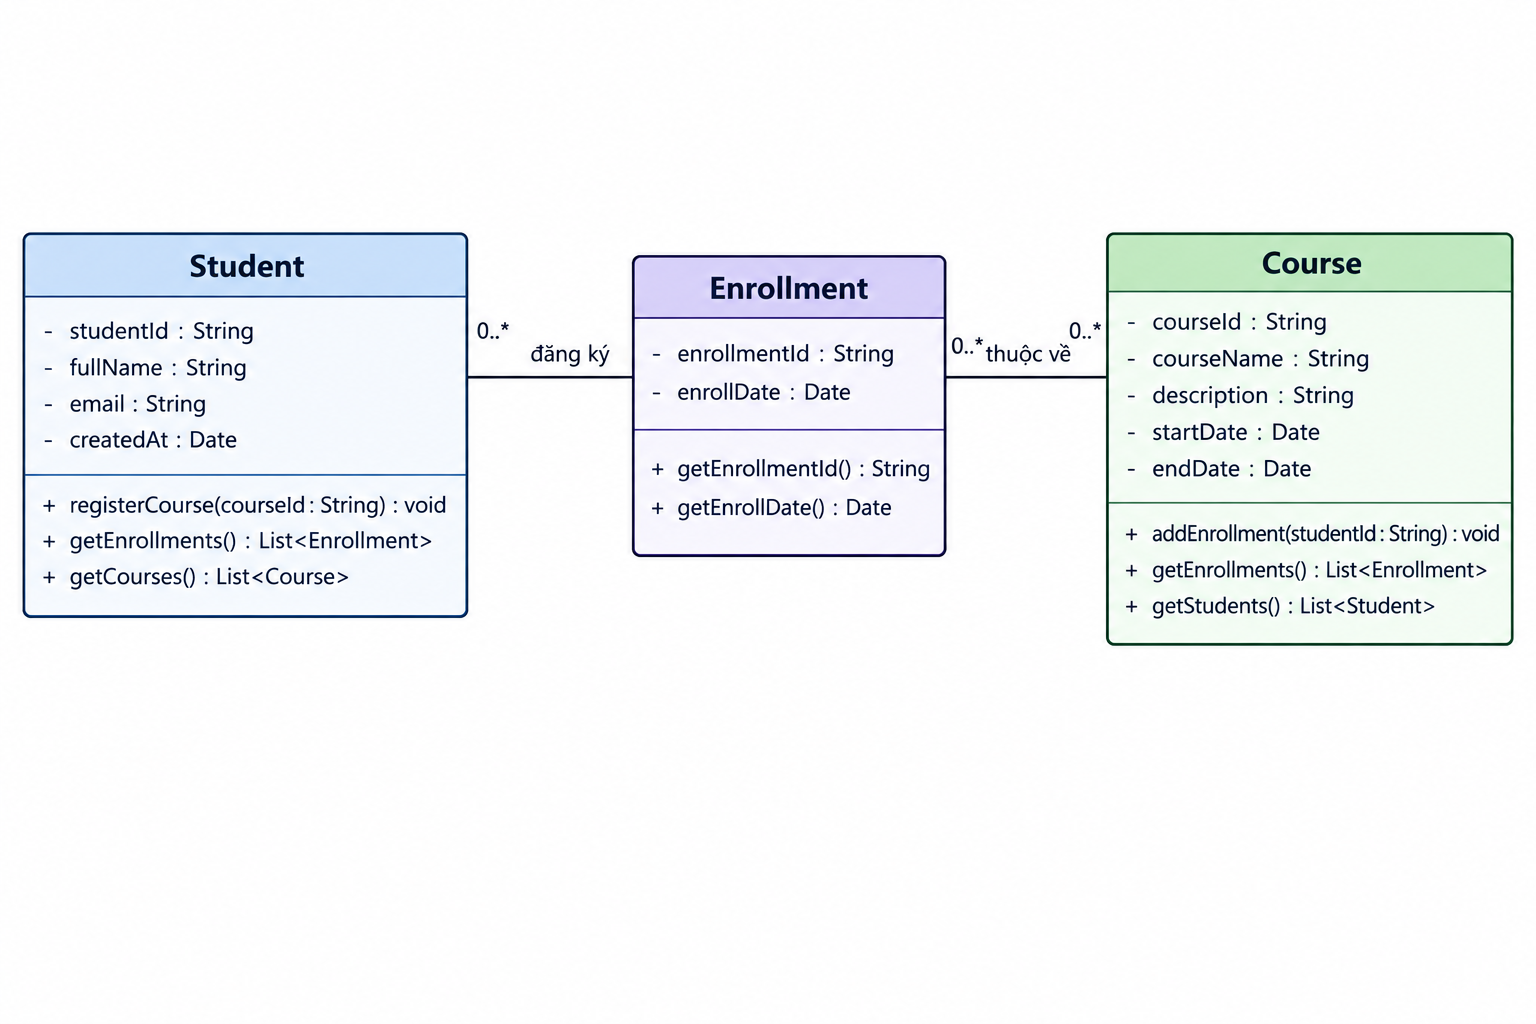 Student
- studentId : String
- fullName : String
- email : String
- createdAt : Date
+ registerCourse(courseId : String) : void
+ getEnrollments() : List<Enrollment>
+ getCourses() : List<Course>
0..*
đăng ký
Enrollment
- enrollmentId : String
- enrollDate : Date
+ getEnrollmentId() : String
+ getEnrollDate() : Date
0..*
thuộc về
0..*
Course
- courseId : String
- courseName : String
- description : String
- startDate : Date
- endDate : Date
+ addEnrollment(studentId : String) : void
+ getEnrollments() : List<Enrollment>
+ getStudents() : List<Student>